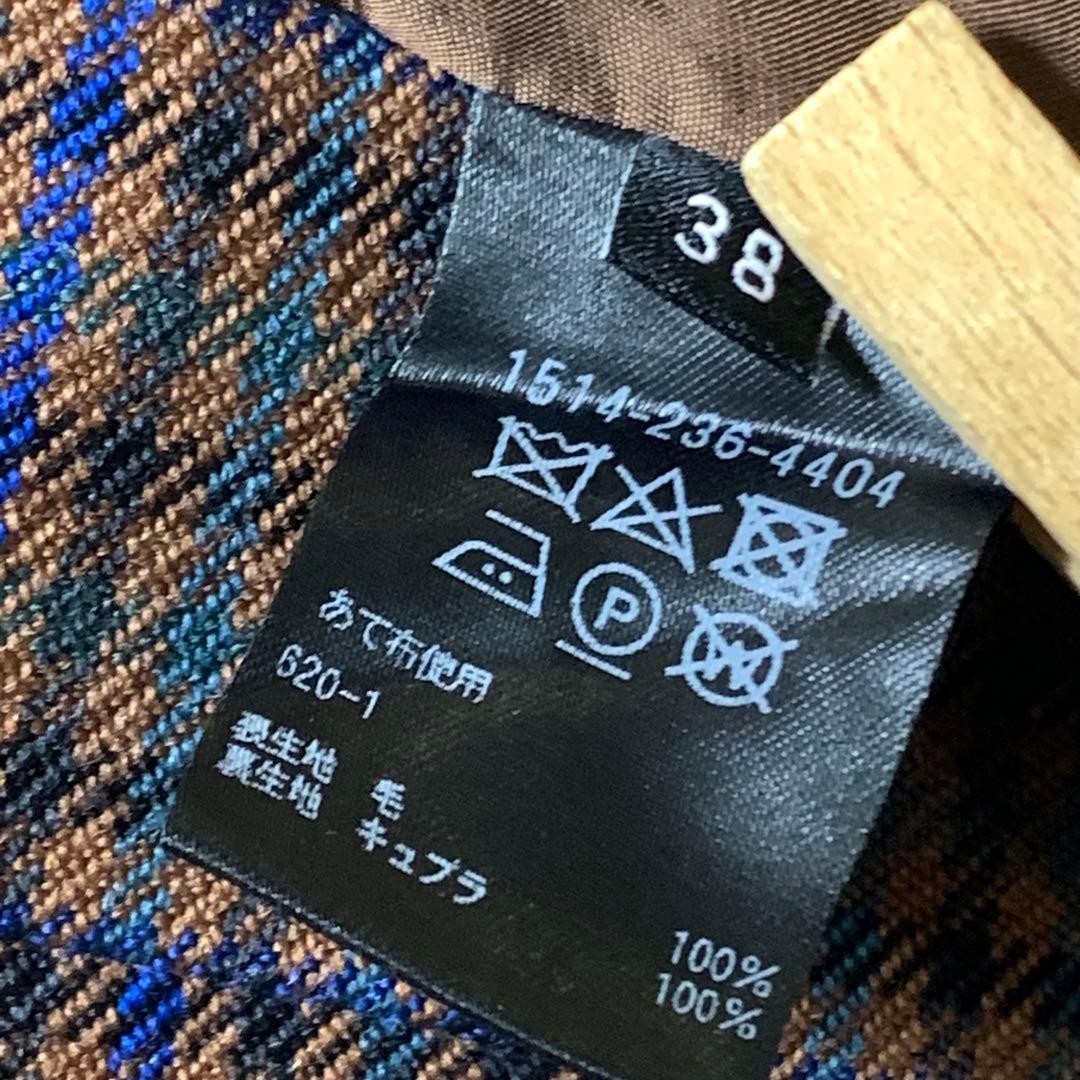 38
1514-236-4404
P
W
あて布使用
620-1
表生地 毛 100%
裏生地 キュプラ 100%